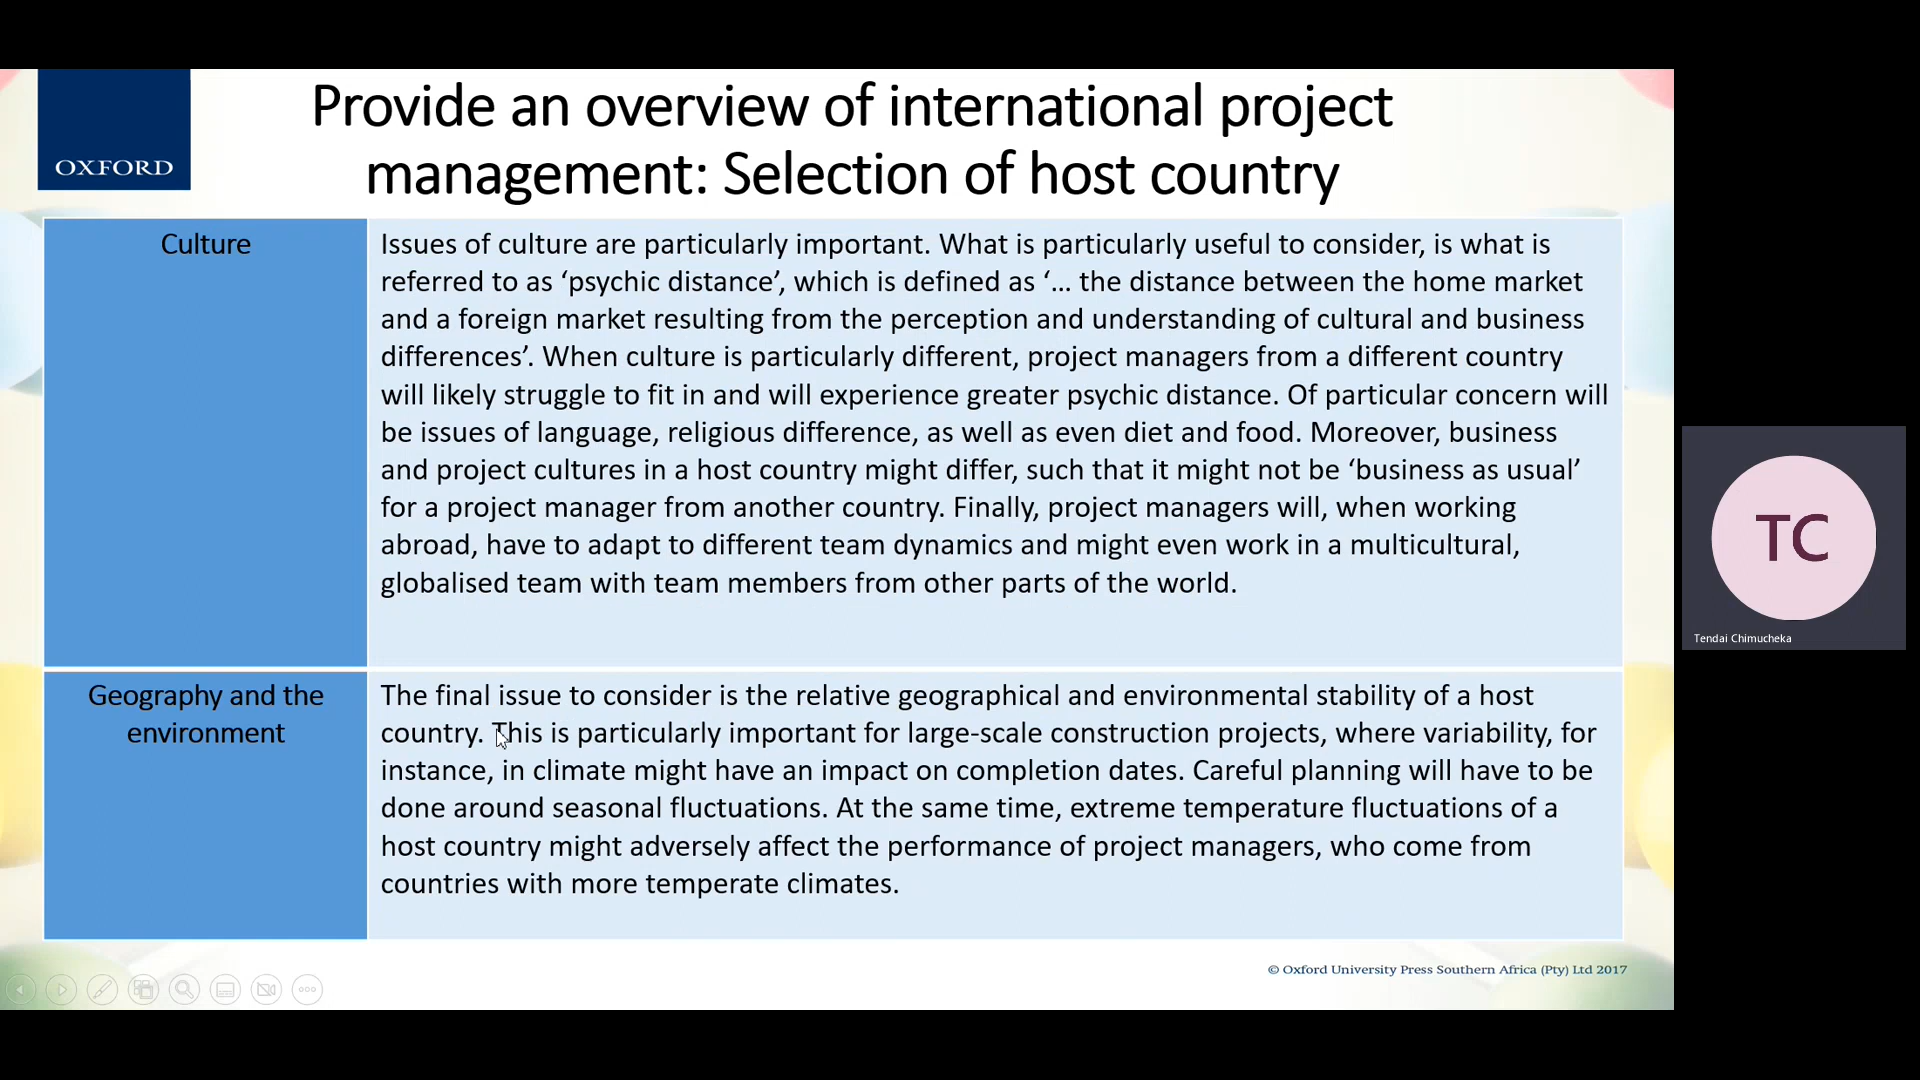 OXFORD
Provide an overview of international project
management: Selection of host country
Culture
Issues of culture are particularly important. What is particularly useful to consider, is what is
referred to as ‘psychic distance’, which is defined as ‘… the distance between the home market
and a foreign market resulting from the perception and understanding of cultural and business
differences’. When culture is particularly different, project managers from a different country
will likely struggle to fit in and will experience greater psychic distance. Of particular concern will
be issues of language, religious difference, as well as even diet and food. Moreover, business
and project cultures in a host country might differ, such that it might not be ‘business as usual’
for a project manager from another country. Finally, project managers will, when working
abroad, have to adapt to different team dynamics and might even work in a multicultural,
globalised team with team members from other parts of the world.
Geography and the
environment
The final issue to consider is the relative geographical and environmental stability of a host
country. This is particularly important for large-scale construction projects, where variability, for
instance, in climate might have an impact on completion dates. Careful planning will have to be
done around seasonal fluctuations. At the same time, extreme temperature fluctuations of a
host country might adversely affect the performance of project managers, who come from
countries with more temperate climates.
© Oxford University Press Southern Africa (Pty) Ltd 2017
TC
Tendai Chimucheka